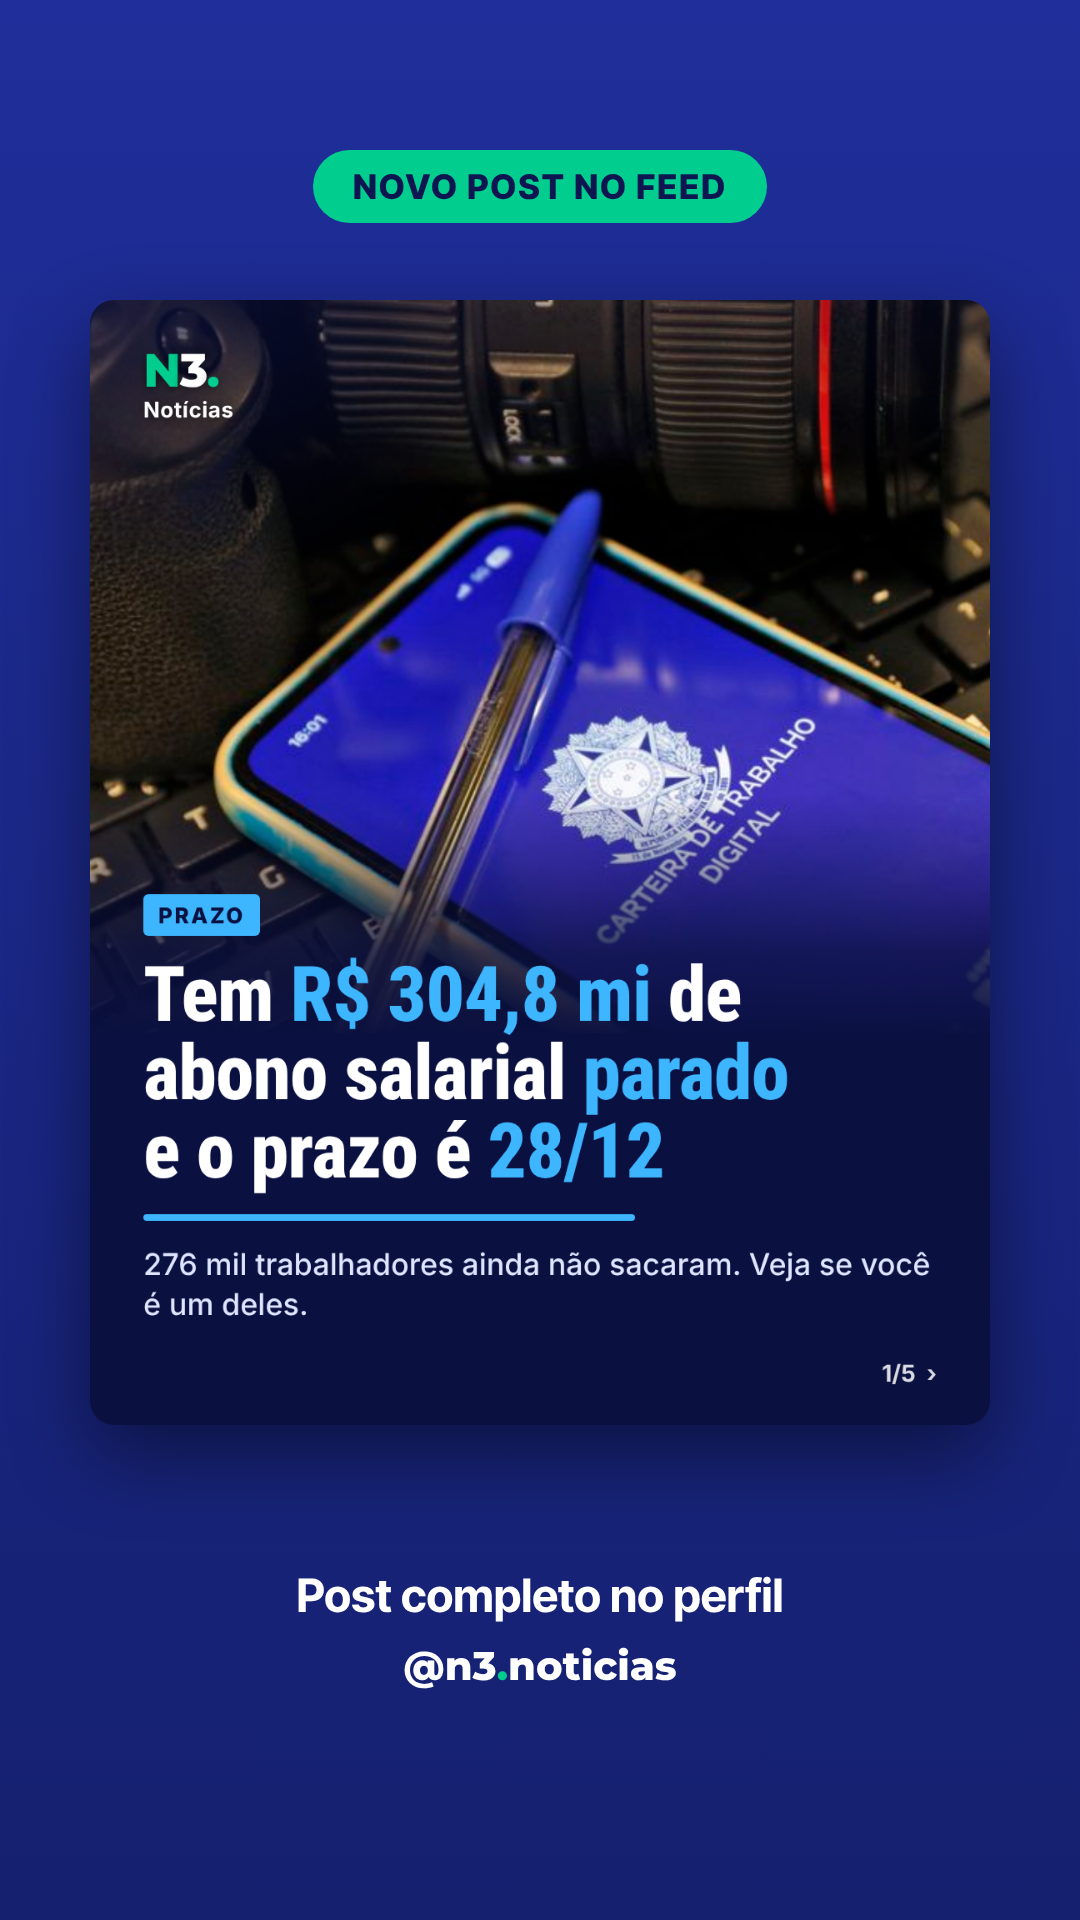 NOVO POST NO FEED
N3.
Notícias
LOCK
16:01
CARTEIRA DE TRABALHO
DIGITAL
T
R
G
PRAZO
Tem R$ 304,8 mi de
abono salarial parado
e o prazo é 28/12
276 mil trabalhadores ainda não sacaram. Veja se você
é um deles.
1/5 ›
Post completo no perfil
@n3.noticias